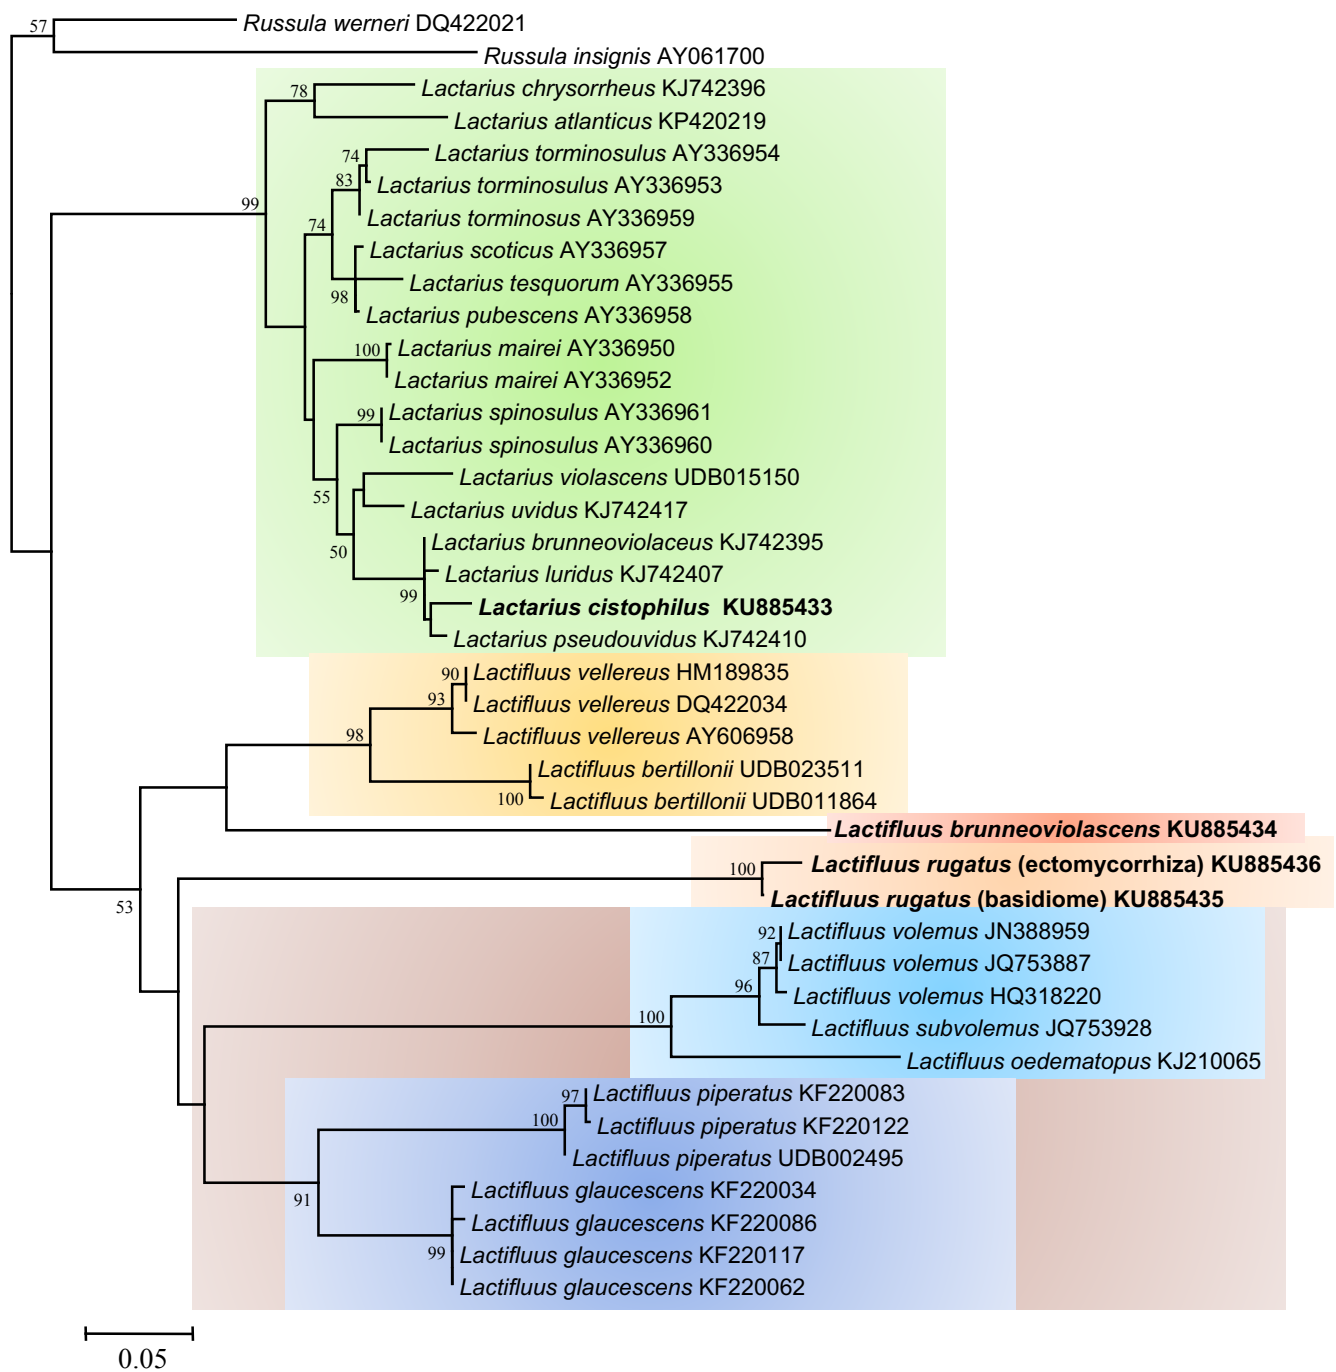 57
Russula werneri DQ422021
Russula insignis AY061700
78
Lactarius chrysorrheus KJ742396
Lactarius atlanticus KP420219
74
Lactarius torminosulus AY336954
83
Lactarius torminosulus AY336953
99
Lactarius torminosus AY336959
74
Lactarius scoticus AY336957
Lactarius tesquorum AY336955
98
Lactarius pubescens AY336958
100
Lactarius mairei AY336950
Lactarius mairei AY336952
99
Lactarius spinosulus AY336961
Lactarius spinosulus AY336960
Lactarius violascens UDB015150
55
Lactarius uvidus KJ742417
Lactarius brunneoviolaceus KJ742395
50
Lactarius luridus KJ742407
99
Lactarius cistophilus KU885433
Lactarius pseudouvidus KJ742410
90
Lactifluus vellereus HM189835
93
Lactifluus vellereus DQ422034
98
Lactifluus vellereus AY606958
Lactifluus bertillonii UDB023511
100
Lactifluus bertillonii UDB011864
Lactifluus brunneoviolascens KU885434
100
Lactifluus rugatus (ectomycorrhiza) KU885436
53
Lactifluus rugatus (basidiome) KU885435
92
Lactifluus volemus JN388959
87
Lactifluus volemus JQ753887
96
Lactifluus volemus HQ318220
100
Lactifluus subvolemus JQ753928
Lactifluus oedematopus KJ210065
97
Lactifluus piperatus KF220083
100
Lactifluus piperatus KF220122
Lactifluus piperatus UDB002495
91
Lactifluus glaucescens KF220034
Lactifluus glaucescens KF220086
99
Lactifluus glaucescens KF220117
Lactifluus glaucescens KF220062
0.05